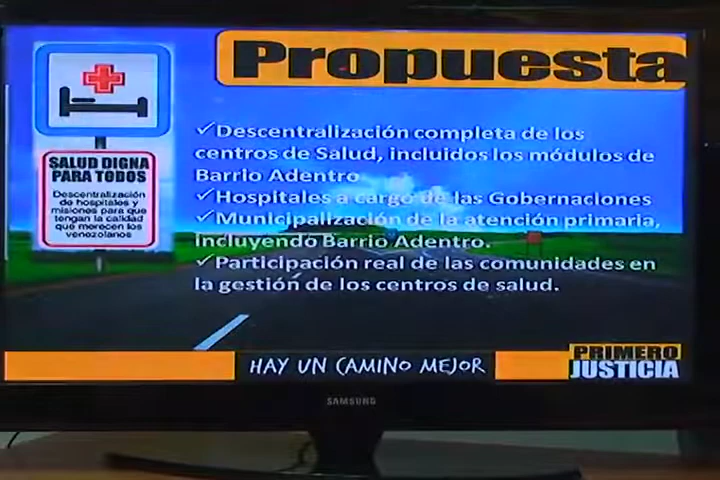 Propuesta
SALUD DIGNA
PARA TODOS
Descentralización
de hospitales y
misiones para que
tengan la calidad
que merecen los
venezolanos
✓Descentralización completa de los
centros de Salud, incluidos los módulos de
Barrio Adentro
✓Hospitales a cargo de las Gobernaciones
✓Municipalización de la atención primaria,
incluyendo Barrio Adentro.
✓Participación real de las comunidades en
la gestión de los centros de salud.
HAY UN CAMINO MEJOR
PRIMERO
JUSTICIA
SAMSUNG